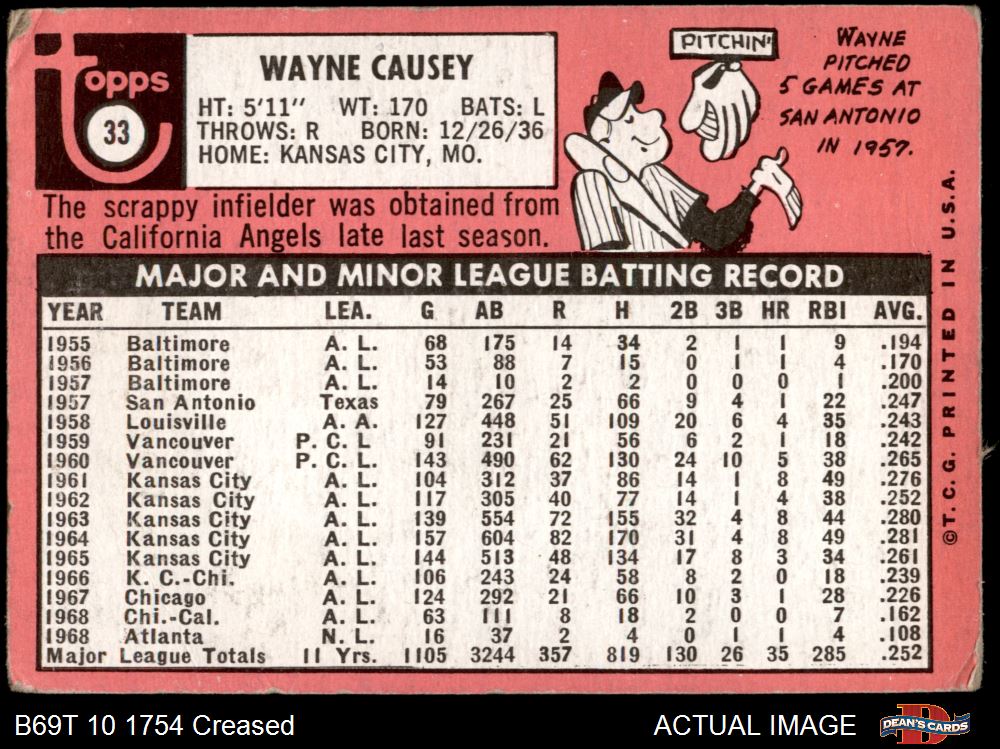 Topps
33
WAYNE CAUSEY
HT: 5'11" WT: 170 BATS: L
THROWS: R BORN: 12/26/36
HOME: KANSAS CITY, MO.
PITCHIN'
WAYNE
PITCHED
5 GAMES AT
SAN ANTONIO
IN 1957.
The scrappy infielder was obtained from
the California Angels late last season.
MAJOR AND MINOR LEAGUE BATTING RECORD
YEAR TEAM LEA. G AB R H 2B 3B HR RBI AVG.
1955 Baltimore A. L. 68 175 14 34 2 1 1 9 .194
1956 Baltimore A. L. 53 88 7 15 0 1 1 4 .170
1957 Baltimore A. L. 14 10 2 2 0 0 0 1 .200
1957 San Antonio Texas 79 267 25 66 9 4 1 22 .247
1958 Louisville A. A. 127 448 51 109 20 6 4 35 .243
1959 Vancouver P. C. L. 91 231 21 56 6 2 1 18 .242
1960 Vancouver P. C. L. 143 490 62 130 24 10 5 38 .265
1961 Kansas City A. L. 104 312 37 86 14 1 8 49 .276
1962 Kansas City A. L. 117 305 40 77 14 1 4 38 .252
1963 Kansas City A. L. 139 554 72 155 32 4 8 44 .280
1964 Kansas City A. L. 157 604 82 170 31 4 8 49 .281
1965 Kansas City A. L. 144 513 48 134 17 8 3 34 .261
1966 K. C.-Chi. A. L. 106 243 24 58 8 2 0 18 .239
1967 Chicago A. L. 124 292 21 66 10 3 1 28 .226
1968 Chi.-Cal. A. L. 63 111 8 18 2 0 0 7 .162
1968 Atlanta N. L. 16 37 2 4 0 1 1 4 .108
Major League Totals 11 Yrs. 1105 3244 357 819 130 26 35 285 .252
©T. C. G. PRINTED IN U.S.A.
B69T 10 1754 Creased
ACTUAL IMAGE
DEAN'S CARDS